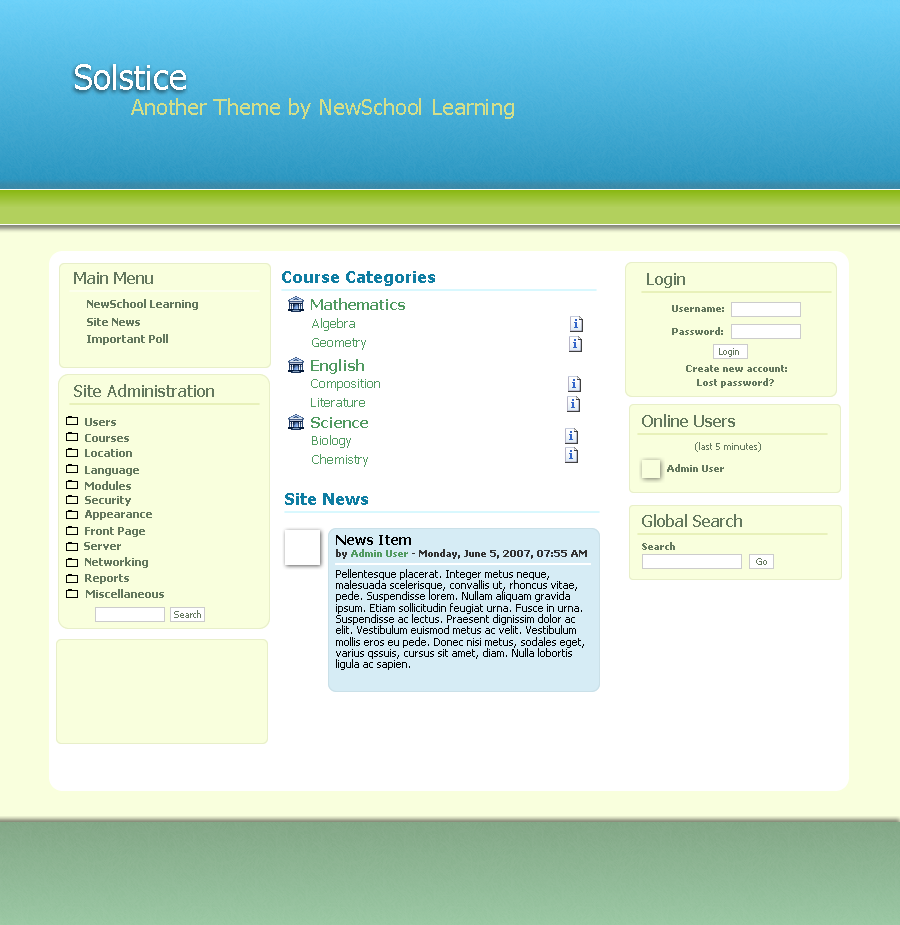 Solstice
Another Theme by NewSchool Learning
Main Menu
NewSchool Learning
Site News
Important Poll
Site Administration
Users
Courses
Location
Language
Modules
Security
Appearance
Front Page
Server
Networking
Reports
Miscellaneous
Search
Course Categories
Mathematics
Algebra
Geometry
English
Composition
Literature
Science
Biology
Chemistry
Site News
News Item
by Admin User - Monday, June 5, 2007, 07:55 AM
Pellentesque placerat. Integer metus neque,
malesuada scelerisque, convallis ut, rhoncus vitae,
pede. Suspendisse lorem. Nullam aliquam gravida
ipsum. Etiam sollicitudin feugiat urna. Fusce in urna.
Suspendisse ac lectus. Praesent dignissim dolor ac
elit. Vestibulum euismod metus ac velit. Vestibulum
mollis eros eu pede. Donec nisi metus, sodales eget,
varius qssuis, cursus sit amet, diam. Nulla lobortis
ligula ac sapien.
Login
Username:
Password:
Login
Create new account:
Lost password?
Online Users
(last 5 minutes)
Admin User
Global Search
Search
Go